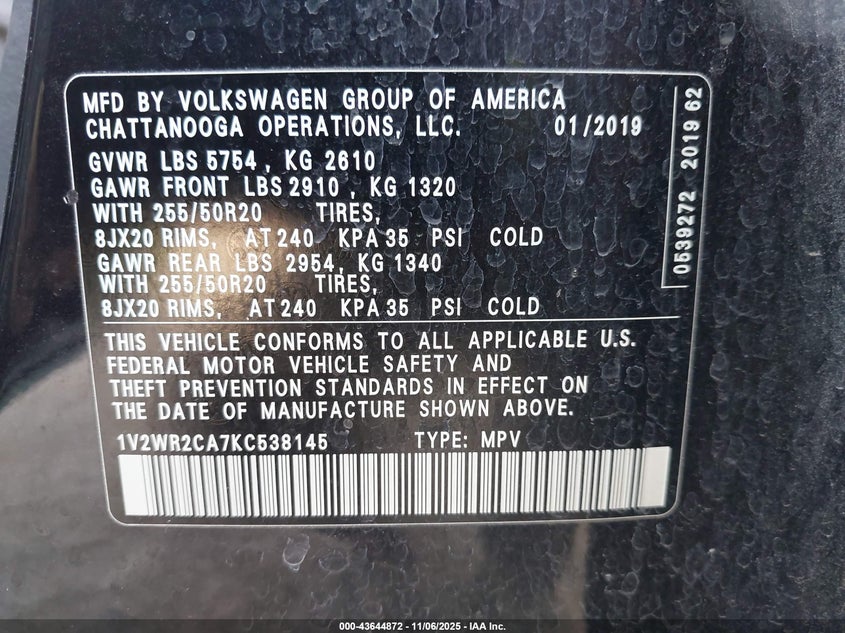 MFD BY VOLKSWAGEN GROUP OF AMERICA
CHATTANOOGA OPERATIONS, LLC. 01/2019
GVWR LBS 5754 , KG 2610
GAWR FRONT LBS 2910 , KG 1320
WITH 255/50R20 TIRES,
8JX20 RIMS, AT 240 KPA 35 PSI COLD
GAWR REAR LBS 2954, KG 1340
WITH 255/50R20 TIRES,
8JX20 RIMS, AT 240 KPA 35 PSI COLD
THIS VEHICLE CONFORMS TO ALL APPLICABLE U.S.
FEDERAL MOTOR VEHICLE SAFETY AND
THEFT PREVENTION STANDARDS IN EFFECT ON
THE DATE OF MANUFACTURE SHOWN ABOVE.
1V2WR2CA7KC538145 TYPE: MPV
0539272 2019 62
000-43644872 - 11/06/2025 - IAA Inc.